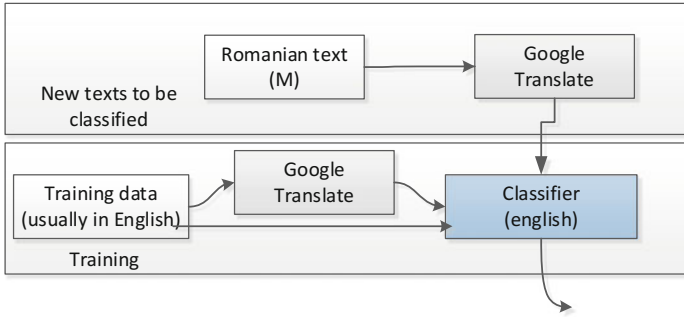 Romanian text
(M)
Google
Translate
New texts to be
classified
Google
Translate
Training data
(usually in English)
Classifier
(english)
Training